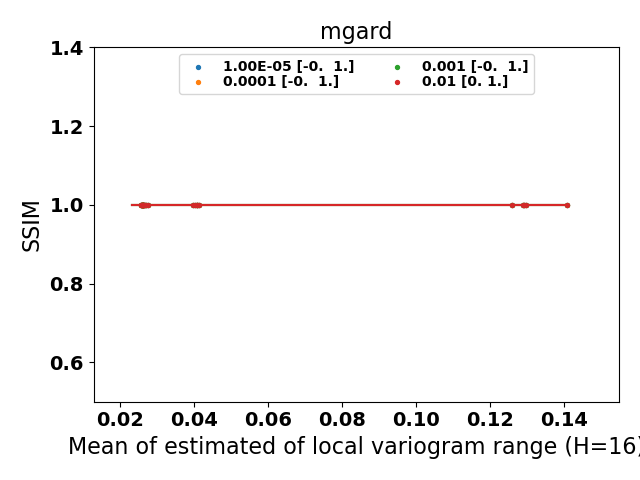 mgard
1.4
1.00E-05 [-0.  1.]
0.001 [-0.  1.]
0.0001 [-0.  1.]
0.01 [0. 1.]
1.2
1.0
0.8
0.6
SSIM
0.02 0.04 0.06 0.08 0.10 0.12 0.14
Mean of estimated of local variogram range (H=16)